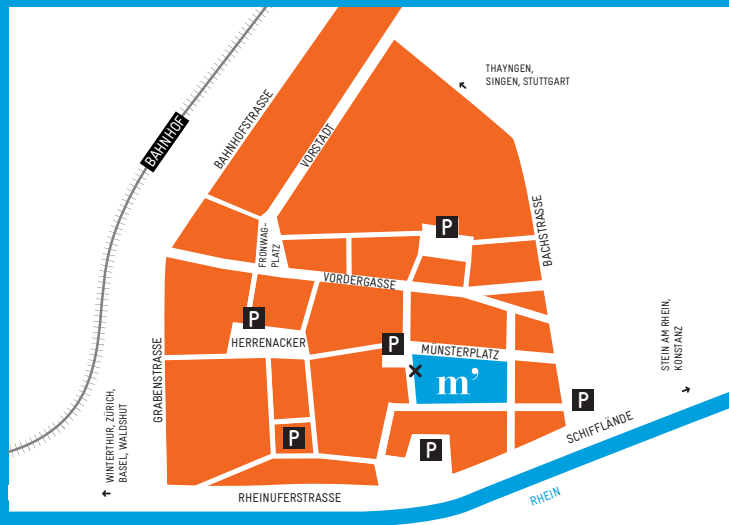 THAYNGEN,
SINGEN, STUTTGART
BAHNHOF
BAHNHOFSTRASSE
VORSTADT
BACHSTRASSE
FRONWAG-
PLATZ
P
VORDERGASSE
P
HERRENACKER
P
MÜNSTERPLATZ
m’
STEIN AM RHEIN,
KONSTANZ
GRABENSTRASSE
WINTERTHUR, ZÜRICH,
BASEL, WALDSHUT
P
P
P
SCHIFFLÄNDE
RHEINUFERSTRASSE
RHEIN